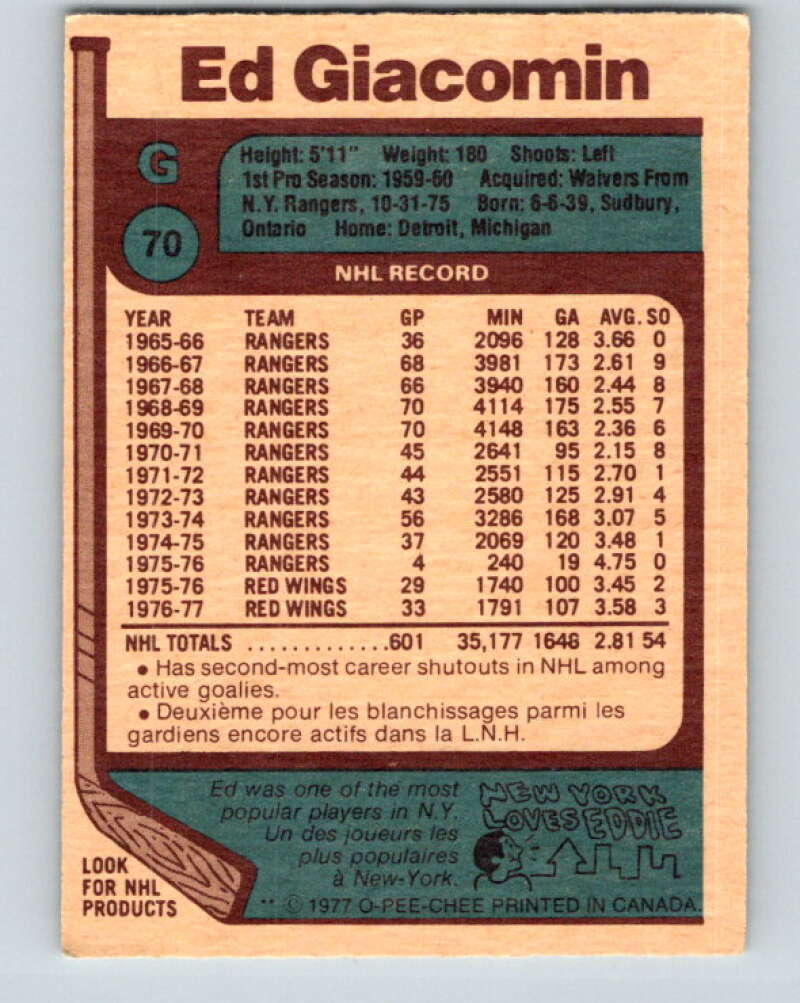 Ed Giacomin
G
70
Height: 5'11" Weight: 180 Shoots: Left
1st Pro Season: 1959-60 Acquired: Waivers From
N.Y. Rangers, 10-31-75 Born: 6-6-39, Sudbury,
Ontario Home: Detroit, Michigan
NHL RECORD
YEAR TEAM GP MIN GA AVG. SO
1965-66 RANGERS 36 2096 128 3.66 0
1966-67 RANGERS 68 3981 173 2.61 9
1967-68 RANGERS 66 3940 160 2.44 8
1968-69 RANGERS 70 4114 175 2.55 7
1969-70 RANGERS 70 4148 163 2.36 6
1970-71 RANGERS 45 2641 95 2.15 8
1971-72 RANGERS 44 2551 115 2.70 1
1972-73 RANGERS 43 2580 125 2.91 4
1973-74 RANGERS 56 3286 168 3.07 5
1974-75 RANGERS 37 2069 120 3.48 1
1975-76 RANGERS 4 240 19 4.75 0
1975-76 RED WINGS 29 1740 100 3.45 2
1976-77 RED WINGS 33 1791 107 3.58 3
NHL TOTALS .............601 35,177 1648 2.81 54
• Has second-most career shutouts in NHL among
active goalies.
• Deuxième pour les blanchissages parmi les
gardiens encore actifs dans la L.N.H.
Ed was one of the most
popular players in N.Y.
Un des joueurs les
plus populaires
à New-York.
NEW YORK
LOVES EDDIE
LOOK
FOR NHL
PRODUCTS
** © 1977 O-PEE-CHEE PRINTED IN CANADA.